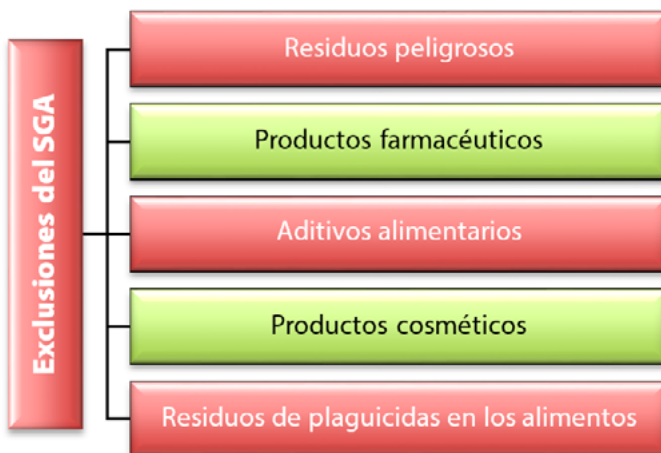 Exclusiones del SGA
Residuos peligrosos
Productos farmacéuticos
Aditivos alimentarios
Productos cosméticos
Residuos de plaguicidas en los alimentos